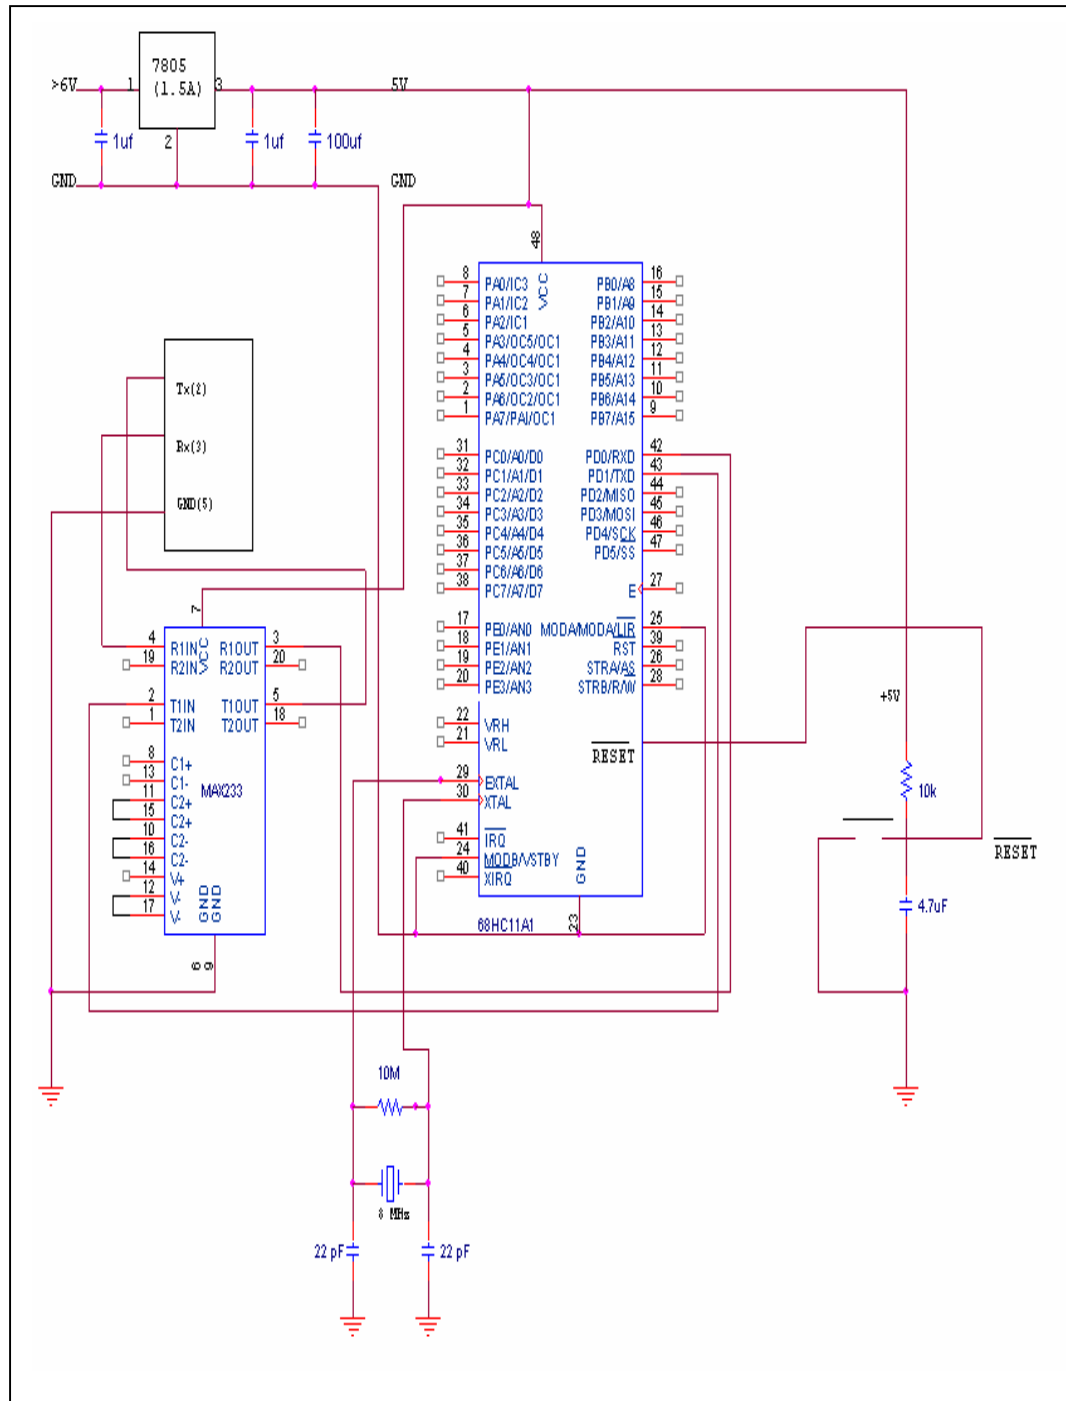 7805
(1.5A)
>6V
1
3
5V
1uf
2
1uf
100uf
GND
GND
48
VCC
8 PA0/IC3
7 PA1/IC2
6 PA2/IC1
5 PA3/OC5/OC1
4 PA4/OC4/OC1
3 PA5/OC3/OC1
2 PA6/OC2/OC1
1 PA7/PAI/OC1
PB0/A8 16
PB1/A9 15
PB2/A10 14
PB3/A11 13
PB4/A12 12
PB5/A13 11
PB6/A14 10
PB7/A15 9
31 PC0/A0/D0
32 PC1/A1/D1
33 PC2/A2/D2
34 PC3/A3/D3
35 PC4/A4/D4
36 PC5/A5/D5
37 PC6/A6/D6
38 PC7/A7/D7
PD0/RXD 42
PD1/TXD 43
PD2/MISO 44
PD3/MOSI 45
PD4/SCK 46
PD5/SS 47
E 27
17 PE0/AN0
18 PE1/AN1
19 PE2/AN2
20 PE3/AN3
MODA/MODA/LIR 25
RST 39
STRA/AS 26
STRB/R/W 28
22 VRH
21 VRL
RESET
29 EXTAL
30 XTAL
41 IRQ
24 MODB/VSTBY
40 XIRQ
GND
23
68HC11A1
Tx(2)
Rx(3)
GND(5)
7
VCC
4 R1IN
19 R2IN
R1OUT 3
R2OUT 20
2 T1IN
1 T2IN
T1OUT 5
T2OUT 18
8 C1+
13 C1-
11 C2+
15 C2+
10 C2-
16 C2-
14 V+
12 V-
17 V-
MAX233
GND
GND
6
9
+5V
10k
RESET
4.7uF
10M
8 MHz
22 pF
22 pF